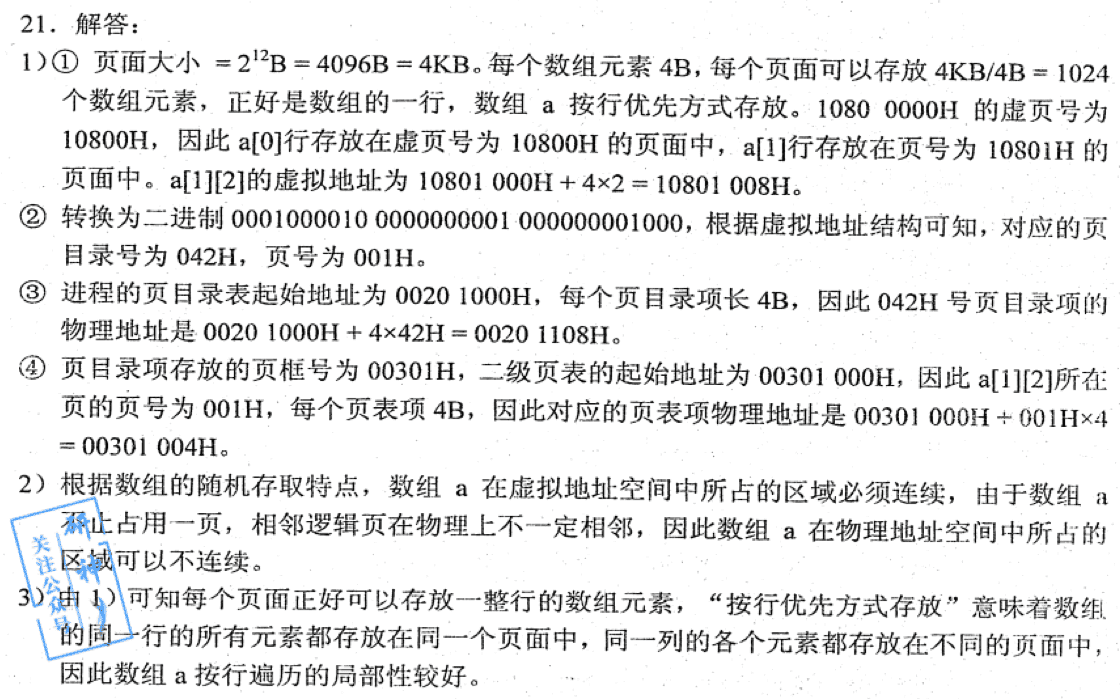 21．解答：
1)① 页面大小 = 2¹²B = 4096B = 4KB。每个数组元素 4B，每个页面可以存放 4KB/4B = 1024
个数组元素，正好是数组的一行，数组 a 按行优先方式存放。1080 0000H 的虚页号为
10800H，因此 a[0]行存放在虚页号为 10800H 的页面中，a[1]行存放在页号为 10801H 的
页面中。a[1][2]的虚拟地址为 10801 000H + 4×2 = 10801 008H。
② 转换为二进制 0001000010 0000000001 000000001000，根据虚拟地址结构可知，对应的页
目录号为 042H，页号为 001H。
③ 进程的页目录表起始地址为 0020 1000H，每个页目录项长 4B，因此 042H 号页目录项的
物理地址是 0020 1000H + 4×42H = 0020 1108H。
④ 页目录项存放的页框号为 00301H，二级页表的起始地址为 00301 000H，因此 a[1][2]所在
页的页号为 001H，每个页表项 4B，因此对应的页表项物理地址是 00301 000H + 001H×4
= 00301 004H。
2）根据数组的随机存取特点，数组 a 在虚拟地址空间中所占的区域必须连续，由于数组 a
不止占用一页，相邻逻辑页在物理上不一定相邻，因此数组 a 在物理地址空间中所占的
区域可以不连续。
3）由 1）可知每个页面正好可以存放一整行的数组元素，“按行优先方式存放”意味着数组
的同一行的所有元素都存放在同一个页面中，同一列的各个元素都存放在不同的页面中，
因此数组 a 按行遍历的局部性较好。
关注公众号